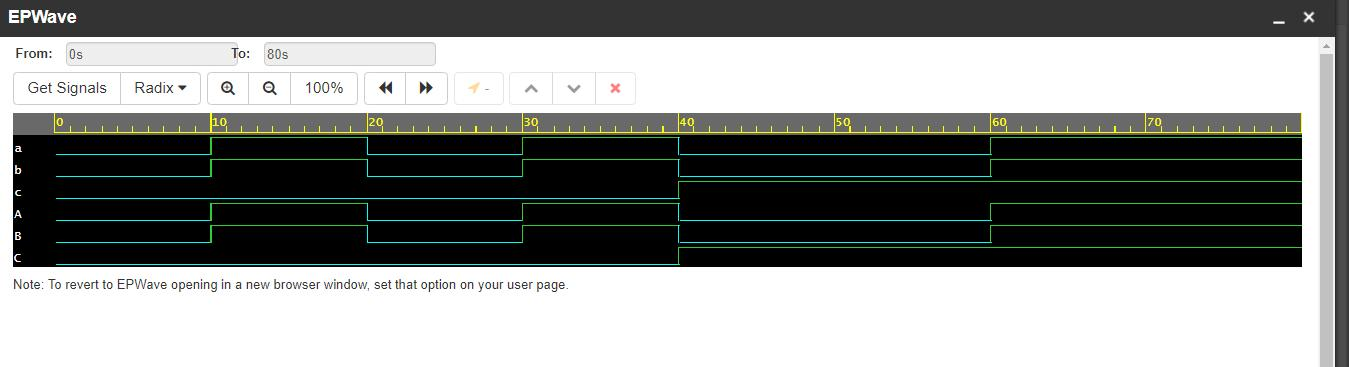 EPWave
From: 0s To: 80s
Get Signals Radix 100% -
0 10 20 30 40 50 60 70
a
b
c
A
B
C
Note: To revert to EPWave opening in a new browser window, set that option on your user page.